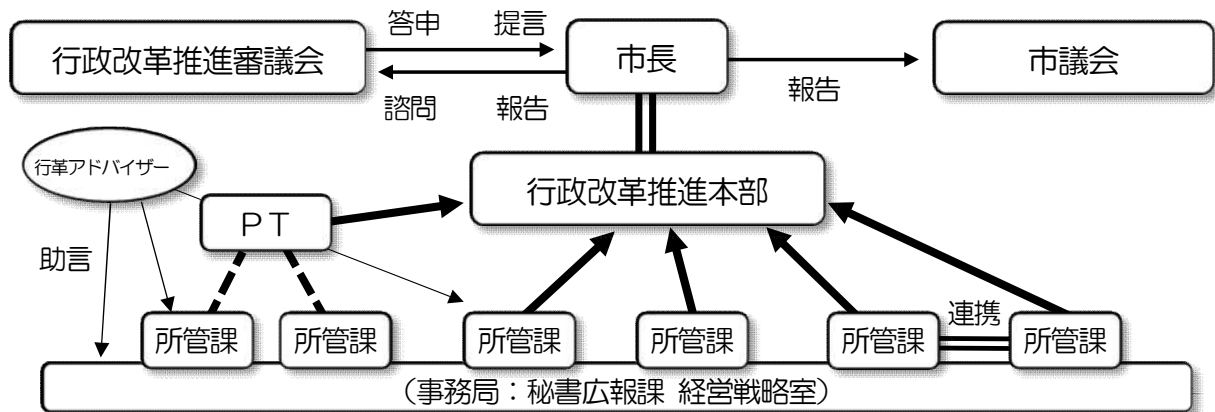 答申 提言
行政改革推進審議会
市長
市議会
諮問 報告
報告
行革アドバイザー
行政改革推進本部
ＰＴ
助言
連携
所管課 所管課 所管課 所管課 所管課 所管課
（事務局：秘書広報課 経営戦略室）